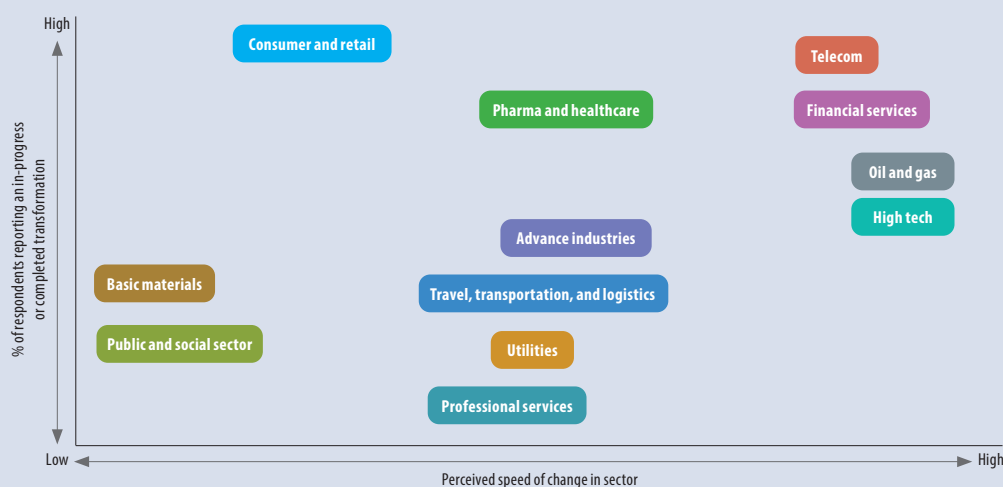 High
Consumer and retail
Telecom
Pharma and healthcare
Financial services
Oil and gas
High tech
Advance industries
Basic materials
Travel, transportation, and logistics
Public and social sector
Utilities
Professional services
% of respondents reporting an in-progress
or completed transformation
Low
High
Perceived speed of change in sector